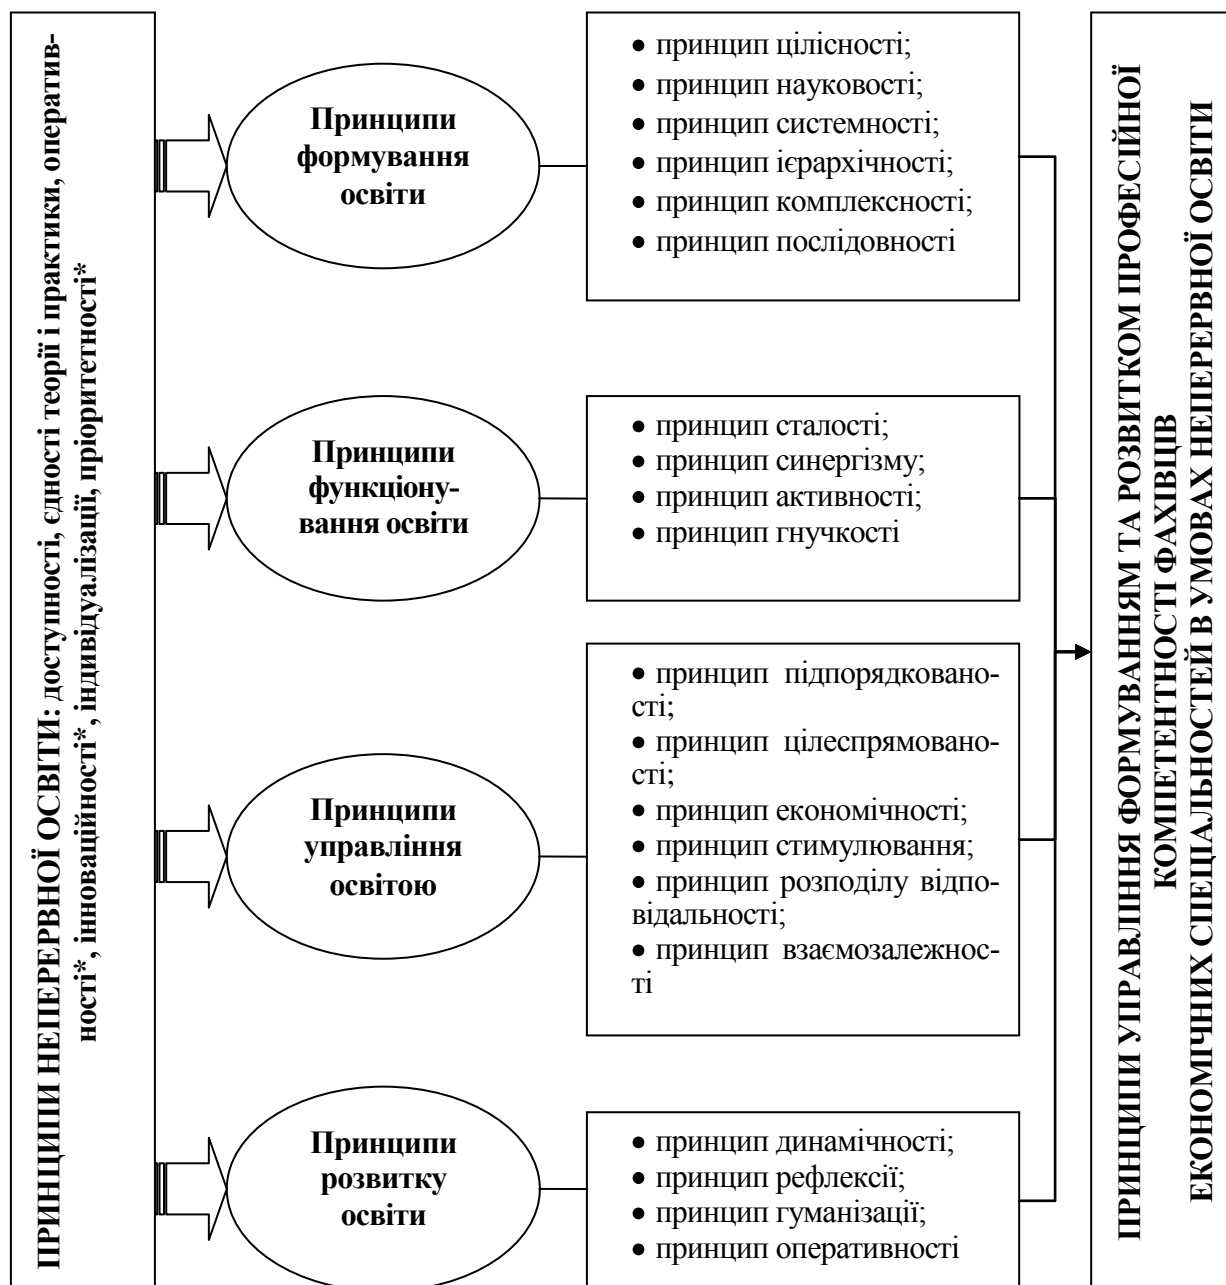 ПРИНЦИПИ НЕПЕРЕРВНОЇ ОСВІТИ: доступності, єдності теорії і практики, оператив-
ності*, інноваційності*, індивідуалізації, пріоритетності*
Принципи
формування
освіти
• принцип цілісності;
• принцип науковості;
• принцип системності;
• принцип ієрархічності;
• принцип комплексності;
• принцип послідовності
Принципи
функціону-
вання освіти
• принцип сталості;
• принцип синергізму;
• принцип активності;
• принцип гнучкості
Принципи
управління
освітою
• принцип підпорядковано-
сті;
• принцип цілеспрямовано-
сті;
• принцип економічності;
• принцип стимулювання;
• принцип розподілу відпо-
відальності;
• принцип взаємозалежнос-
ті
Принципи
розвитку
освіти
• принцип динамічності;
• принцип рефлексії;
• принцип гуманізації;
• принцип оперативності
ПРИНЦИПИ УПРАВЛІННЯ ФОРМУВАННЯМ ТА РОЗВИТКОМ ПРОФЕСІЙНОЇ
КОМПЕТЕНТНОСТІ ФАХІВЦІВ
ЕКОНОМІЧНИХ СПЕЦІАЛЬНОСТЕЙ В УМОВАХ НЕПЕРЕРВНОЇ ОСВІТИ